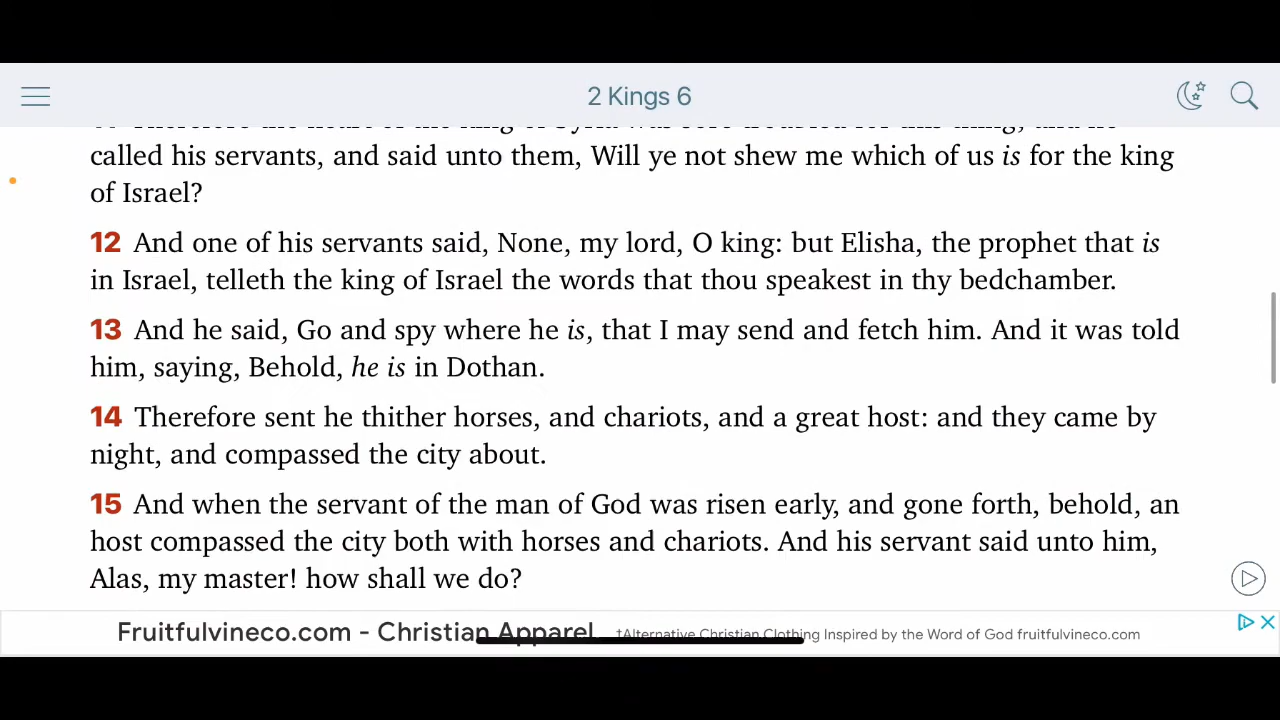 2 Kings 6
called his servants, and said unto them, Will ye not shew me which of us is for the king
of Israel?
12 And one of his servants said, None, my lord, O king: but Elisha, the prophet that is
in Israel, telleth the king of Israel the words that thou speakest in thy bedchamber.
13 And he said, Go and spy where he is, that I may send and fetch him. And it was told
him, saying, Behold, he is in Dothan.
14 Therefore sent he thither horses, and chariots, and a great host: and they came by
night, and compassed the city about.
15 And when the servant of the man of God was risen early, and gone forth, behold, an
host compassed the city both with horses and chariots. And his servant said unto him,
Alas, my master! how shall we do?
Fruitfulvineco.com - Christian Apparel †Alternative Christian Clothing Inspired by the Word of God fruitfulvineco.com